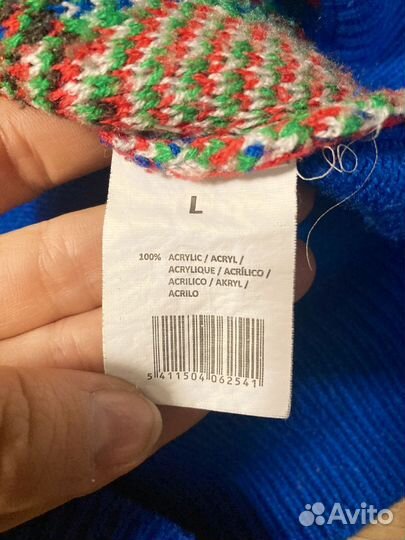 L
100% ACRYLIC / ACRYL /
ACRYLIQUE / ACRÍLICO /
ACRILICO / AKRYL /
ACRILO
5 411504 062541
Avito